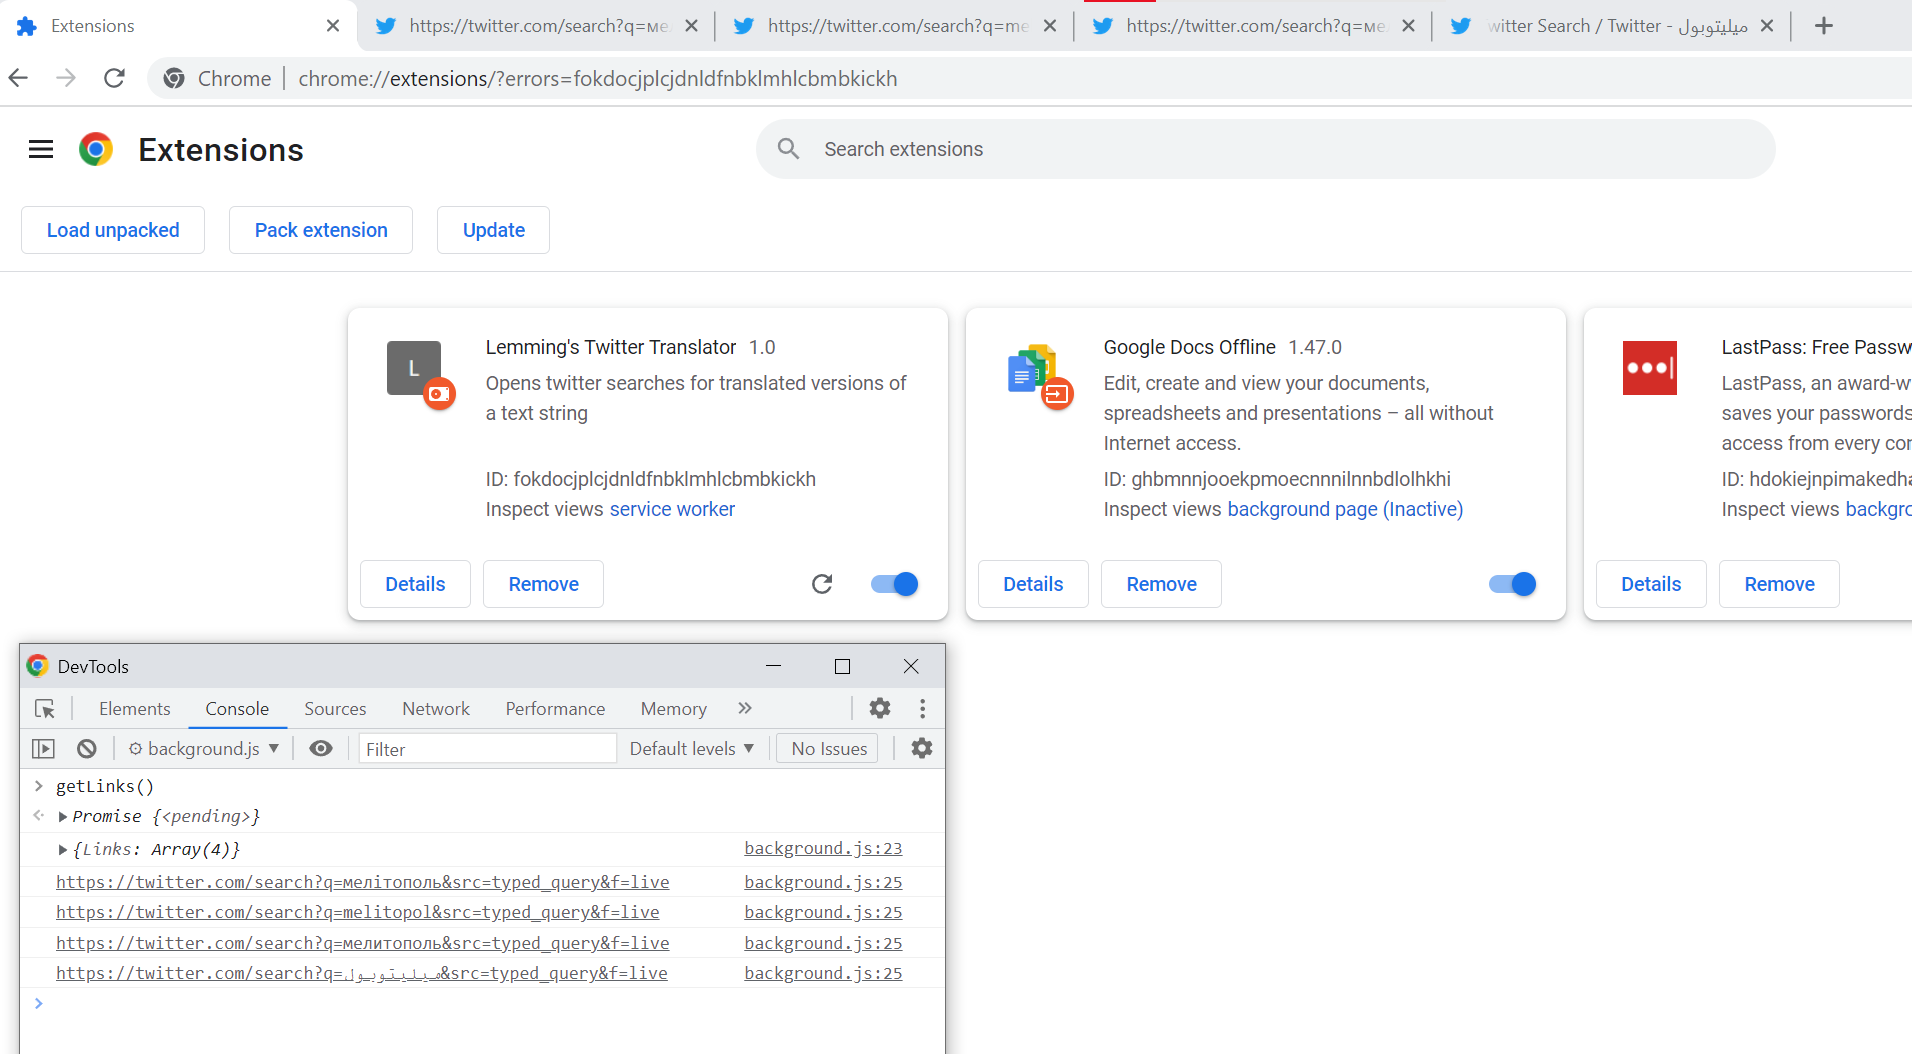 Extensions
https://twitter.com/search?q=ме
https://twitter.com/search?q=me
https://twitter.com/search?q=ме
witter Search / Twitter - ميليتوبول
Chrome | chrome://extensions/?errors=fokdocjplcjdnldfnbklmhlcbmbkickh
Extensions
Search extensions
Load unpacked
Pack extension
Update
L
Lemming's Twitter Translator 1.0
Opens twitter searches for translated versions of
a text string
ID: fokdocjplcjdnldfnbklmhlcbmbkickh
Inspect views service worker
Details
Remove
Google Docs Offline 1.47.0
Edit, create and view your documents,
spreadsheets and presentations – all without
Internet access.
ID: ghbmnnjooekpmoecnnnilnnbdlolhkhi
Inspect views background page (Inactive)
Details
Remove
LastPass: Free Passw
LastPass, an award-w
saves your passwords
access from every co
ID: hdokiejnpimakedha
Inspect views backgro
Details
Remove
DevTools
Elements
Console
Sources
Network
Performance
Memory
background.js
Filter
Default levels
No Issues
getLinks()
Promise {<pending>}
{Links: Array(4)} background.js:23
https://twitter.com/search?q=мелітополь&src=typed_query&f=live background.js:25
https://twitter.com/search?q=melitopol&src=typed_query&f=live background.js:25
https://twitter.com/search?q=мелитополь&src=typed_query&f=live background.js:25
https://twitter.com/search?q=ميليتوبول&src=typed_query&f=live background.js:25